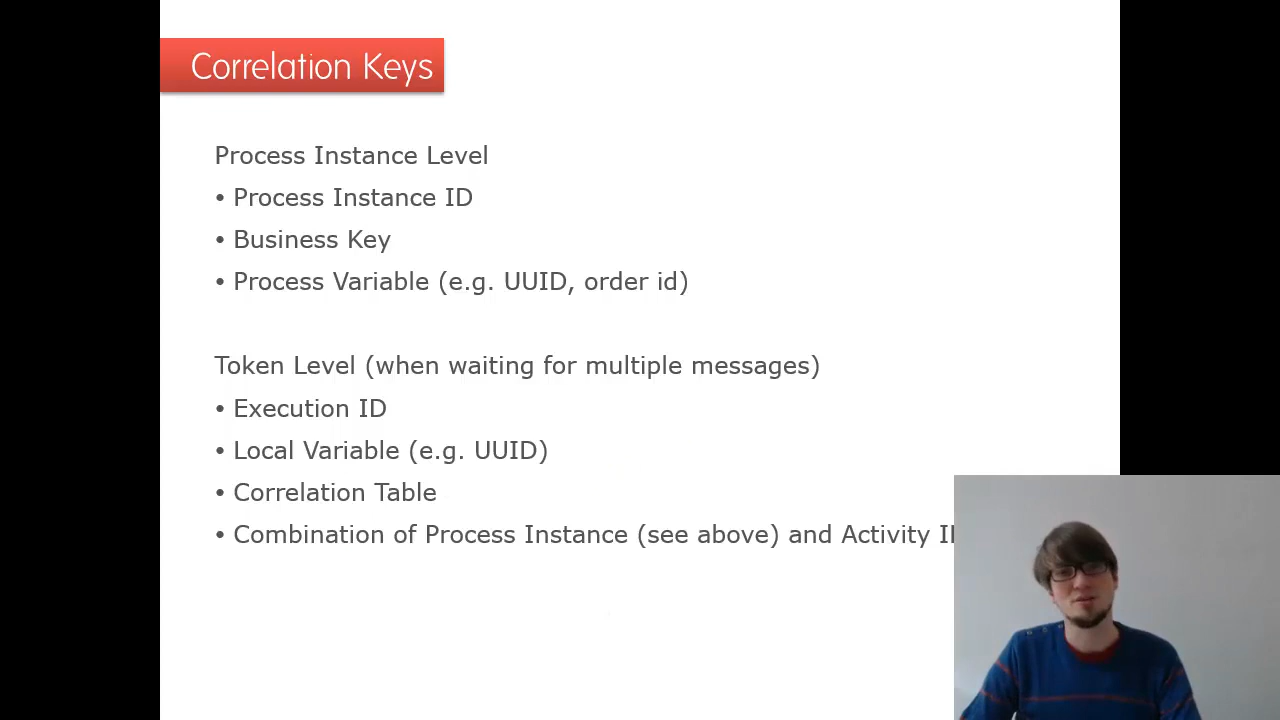 Correlation Keys
Process Instance Level
• Process Instance ID
• Business Key
• Process Variable (e.g. UUID, order id)
Token Level (when waiting for multiple messages)
• Execution ID
• Local Variable (e.g. UUID)
• Correlation Table
• Combination of Process Instance (see above) and Activity